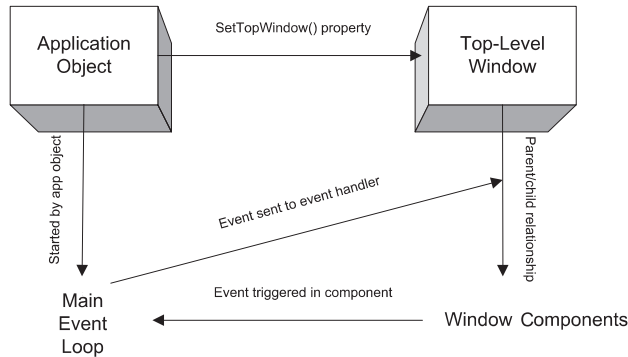 Application
Object
SetTopWindow() property
Top-Level
Window
Started by app object
Event sent to event handler
Parent/child relationship
Main
Event
Loop
Event triggered in component
Window Components